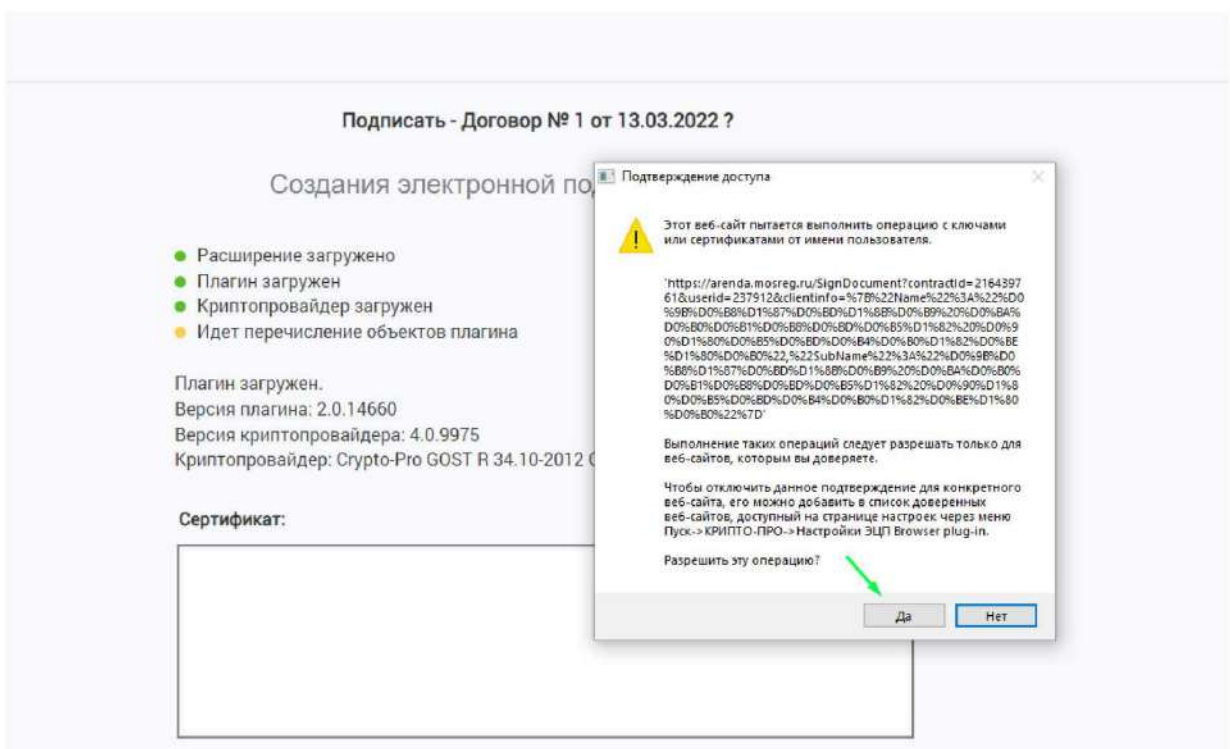 Подписать - Договор № 1 от 13.03.2022 ?
Создания электронной по
Расширение загружено
Плагин загружен
Криптопровайдер загружен
Идет перечисление объектов плагина
Плагин загружен.
Версия плагина: 2.0.14660
Версия криптопровайдера: 4.0.9975
Криптопровайдер: Crypto-Pro GOST R 34.10-2012
Сертификат:
Подтверждение доступа
Этот веб-сайт пытается выполнить операцию с ключами
или сертификатами от имени пользователя.
'https://arenda.mosreg.ru/SignDocument?contractId=2164397
61&userid=237912&clientinfo=%7B%22Name%22%3A%22%D0
%9B%D0%B8%D1%87%D0%BD%D1%8B%D0%B9%20%D0%BA%
D0%B0%D0%B1%D0%B8%D0%BD%D0%B5%D1%82%20%D0%9
0%D1%80%D0%B5%D0%BD%D0%B4%D0%B0%D1%82%D0%BE
%D1%80%D0%B0%22,%22SubName%22%3A%22%D0%9B%D0
%B8%D1%87%D0%BD%D1%8B%D0%B9%20%D0%BA%D0%B0%
D0%B1%D0%B8%D0%BD%D0%B5%D1%82%20%D0%90%D1%8
0%D0%B5%D0%BD%D0%B4%D0%B0%D1%82%D0%BE%D1%80
%D0%B0%22%7D'
Выполнение таких операций следует разрешать только для
веб-сайтов, которым вы доверяете.
Чтобы отключить данное подтверждение для конкретного
веб-сайта, его можно добавить в список доверенных
веб-сайтов, доступный на странице настроек через меню
Пуск->КРИПТО-ПРО->Настройки ЭЦП Browser plug-in.
Разрешить эту операцию?
Да
Нет